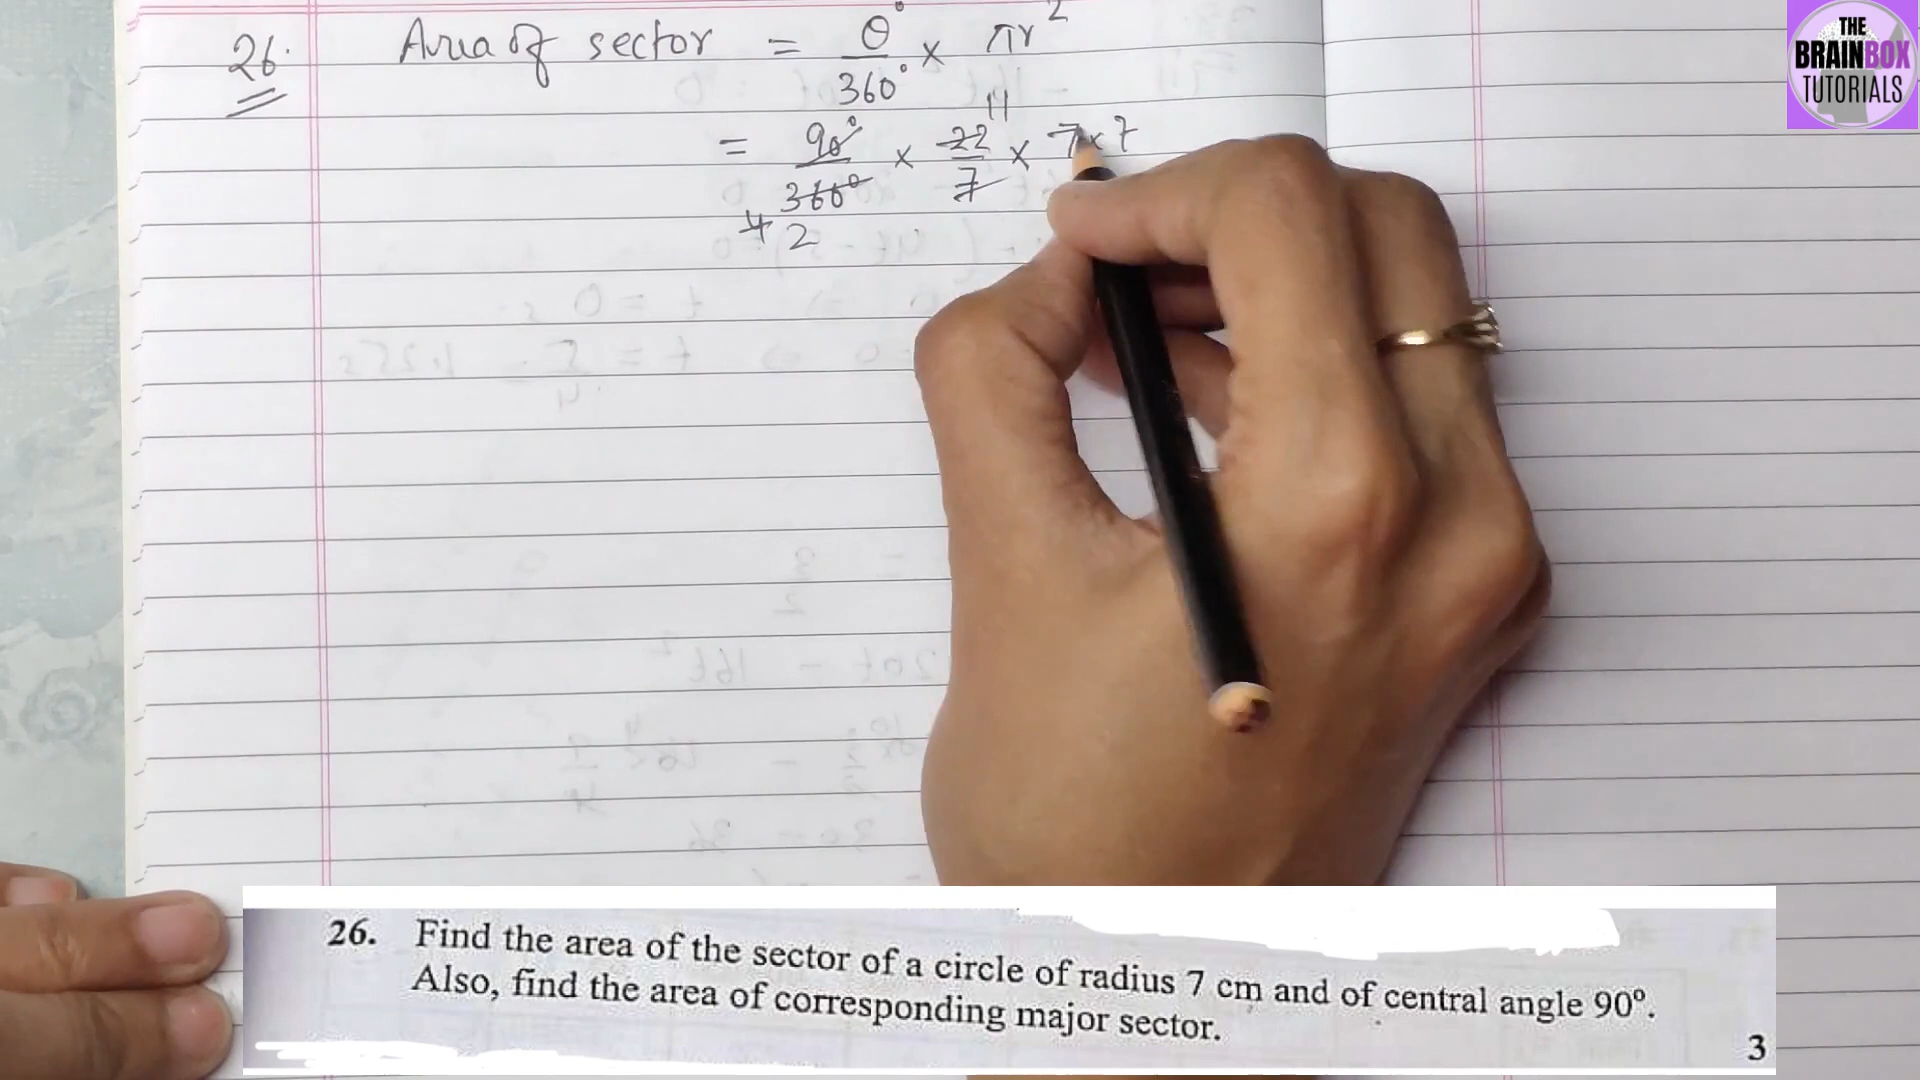 THE
BRAINBOX
TUTORIALS
26. Area of sector = θ°/360° × πr²
11
= 90°/360° × 22/7 × 7×7
4 2
26. Find the area of the sector of a circle of radius 7 cm and of central angle 90°.
Also, find the area of corresponding major sector.
3